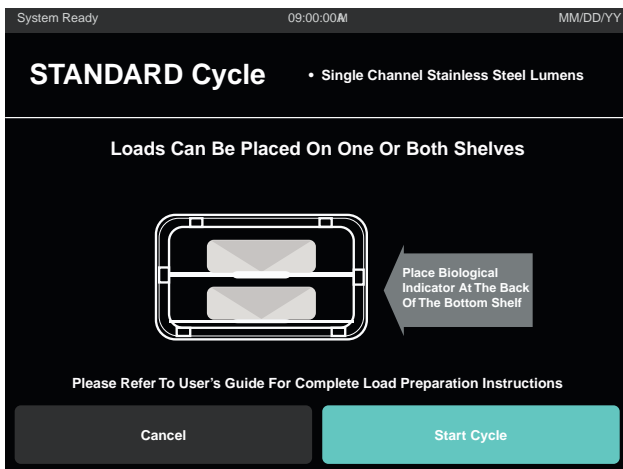 System Ready 09:00:00AM MM/DD/YY
STANDARD Cycle • Single Channel Stainless Steel Lumens
Loads Can Be Placed On One Or Both Shelves
Place Biological
Indicator At The Back
Of The Bottom Shelf
Please Refer To User's Guide For Complete Load Preparation Instructions
Cancel Start Cycle